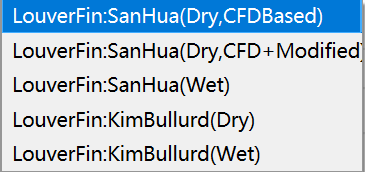 LouverFin:SanHua(Dry,CFDBased)
LouverFin:SanHua(Dry,CFD+Modified)
LouverFin:SanHua(Wet)
LouverFin:KimBullurd(Dry)
LouverFin:KimBullurd(Wet)